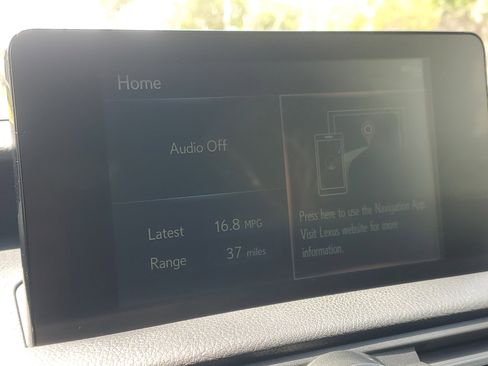 Home
Audio Off
Latest 16.8 MPG
Range 37 miles
Press here to use the Navigation App.
Visit Lexus website for more
information.